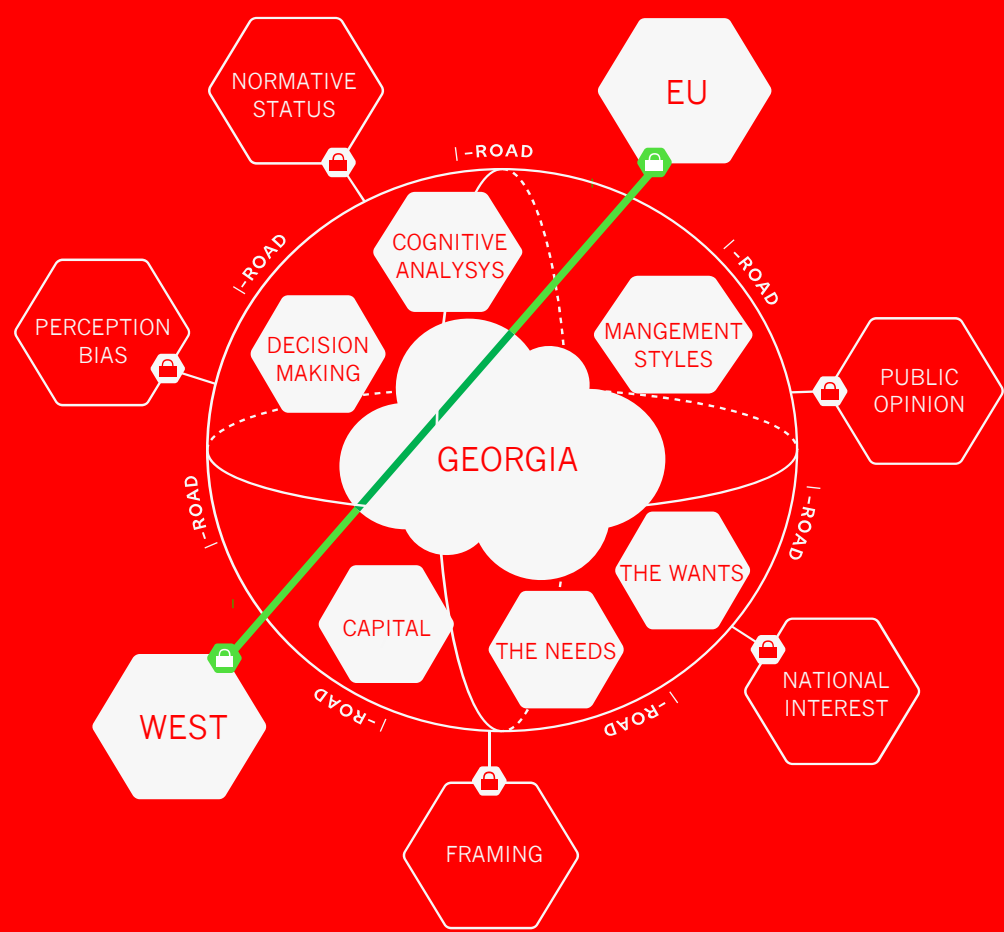 NORMATIVE
STATUS
EU
|-ROAD
COGNITIVE
ANALYSYS
|-ROAD
|-ROAD
PERCEPTION
BIAS
DECISION
MAKING
MANGEMENT
STYLES
PUBLIC
OPINION
GEORGIA
|-ROAD
|-ROAD
THE WANTS
CAPITAL
THE NEEDS
WEST
|-ROAD
|-ROAD
NATIONAL
INTEREST
FRAMING